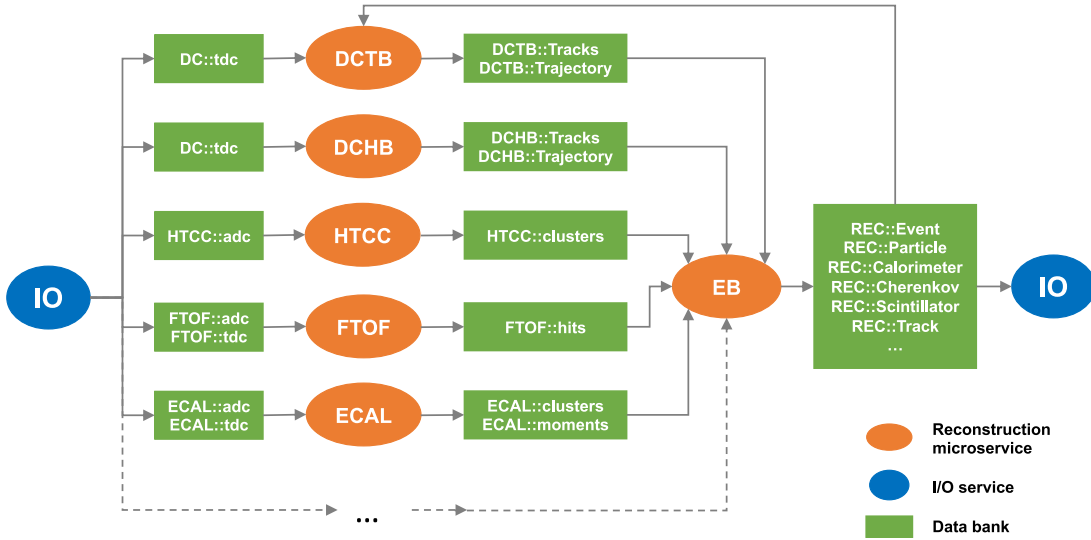 DC::tdc
DCTB
DCTB::Tracks
DCTB::Trajectory
DC::tdc
DCHB
DCHB::Tracks
DCHB::Trajectory
HTCC::adc
HTCC
HTCC::clusters
IO
FTOF::adc
FTOF::tdc
FTOF
FTOF::hits
ECAL::adc
ECAL::tdc
ECAL
ECAL::clusters
ECAL::moments
...
EB
REC::Event
REC::Particle
REC::Calorimeter
REC::Cherenkov
REC::Scintillator
REC::Track
...
IO
Reconstruction
microservice
I/O service
Data bank